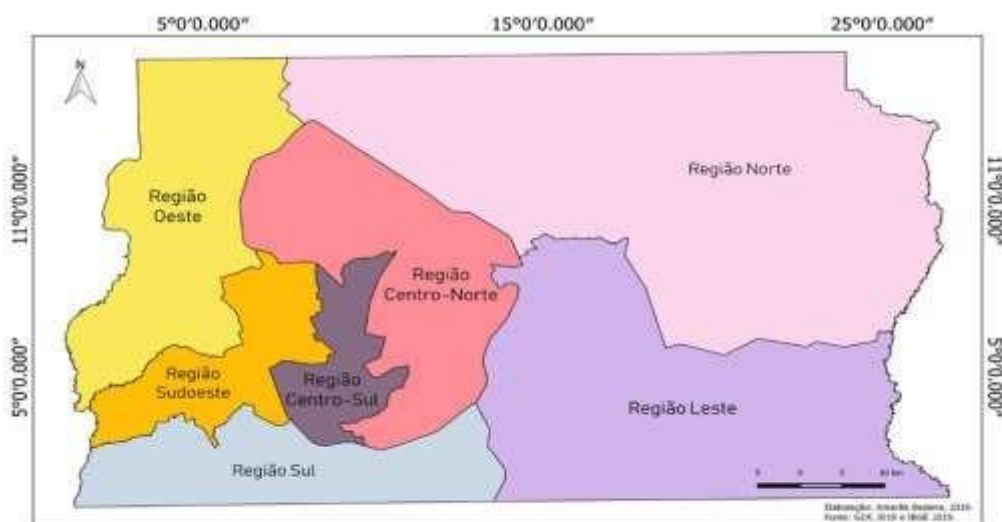 5°0'0.000"
15°0'0.000"
25°0'0.000"
N
11°0'0.000"
11°0'0.000"
Região Norte
Região
Oeste
Região
Centro-Norte
5°0'0.000"
5°0'0.000"
Região
Sudoeste
Região
Centro-Sul
Região Leste
Região Sul